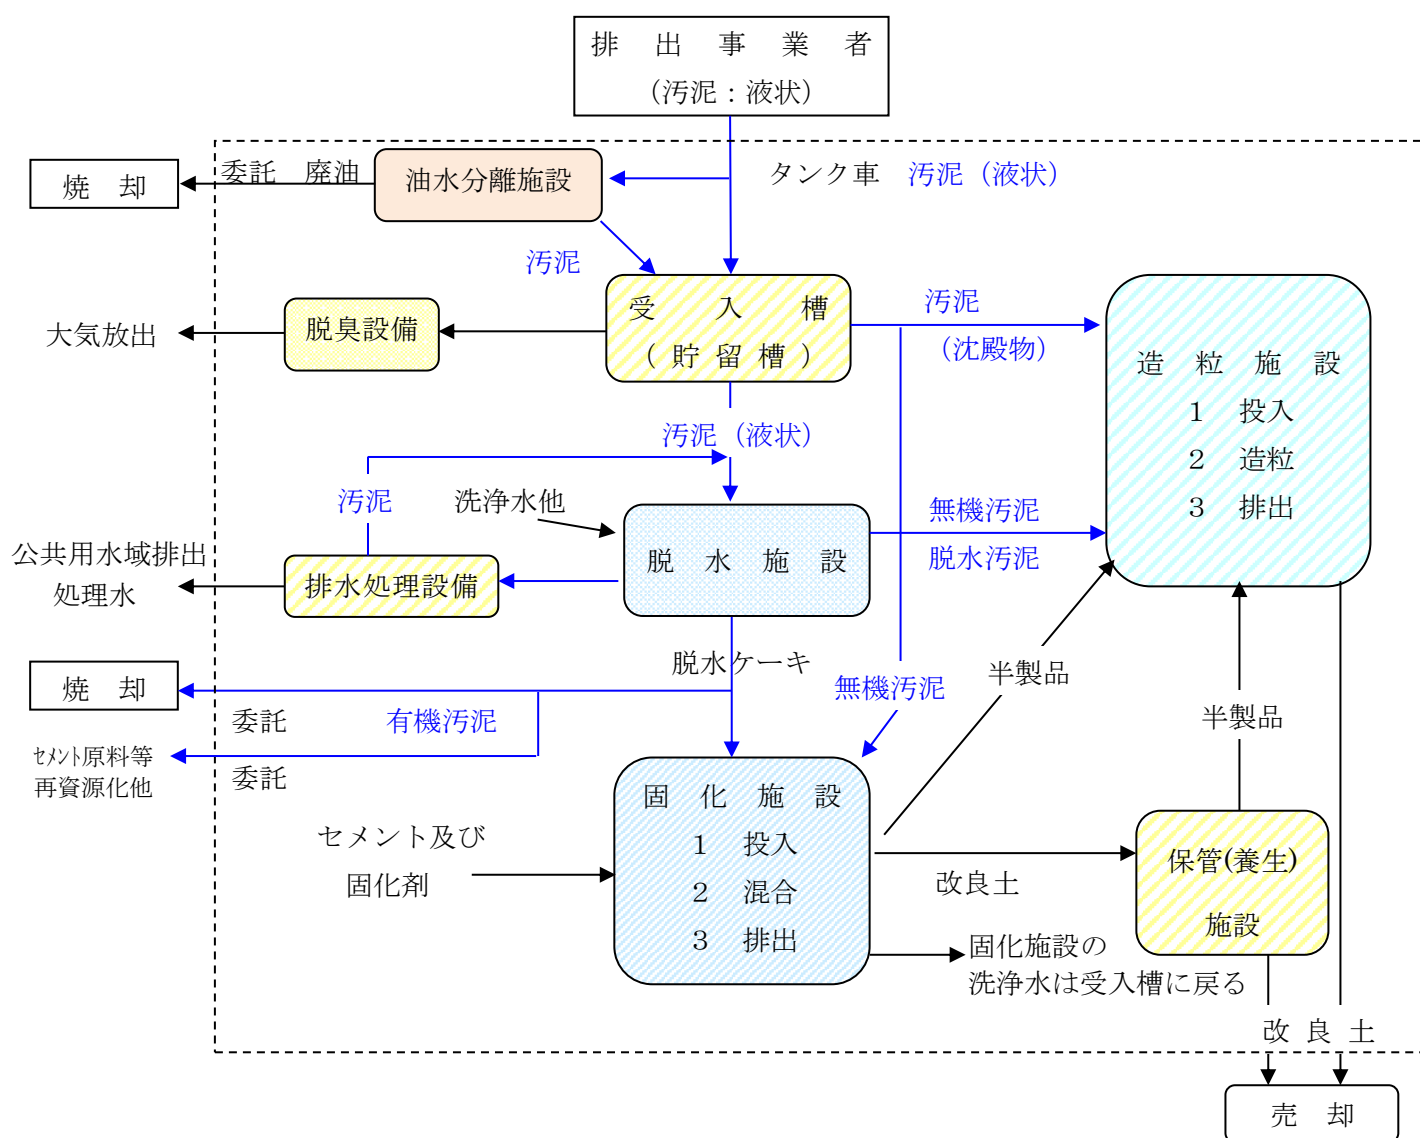 排出事業者
（汚泥：液状）
焼却
委託 廃油
油水分離施設
タンク車 汚泥（液状）
汚泥
大気放出
脱臭設備
受入槽
（貯留槽）
汚泥
（沈殿物）
造粒施設
１ 投入
２ 造粒
３ 排出
汚泥（液状）
汚泥
洗浄水他
脱水施設
無機汚泥
脱水汚泥
公共用水域排出
処理水
排水処理設備
脱水ケーキ
焼却
委託
有機汚泥
無機汚泥
半製品
半製品
ｾﾒﾝﾄ原料等
再資源化他
委託
固化施設
１ 投入
２ 混合
３ 排出
セメント及び
固化剤
改良土
保管(養生)
施設
固化施設の
洗浄水は受入槽に戻る
改良土
売却